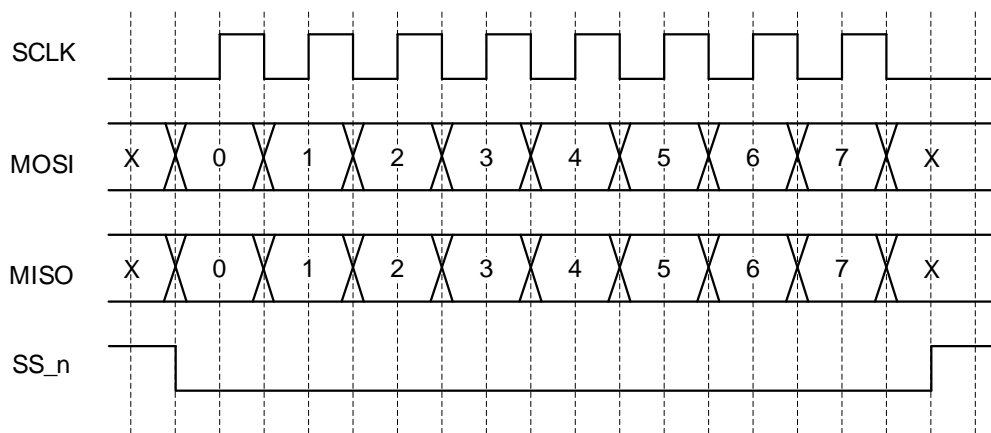 SCLK
MOSI X 0 1 2 3 4 5 6 7 X
MISO X 0 1 2 3 4 5 6 7 X
SS_n